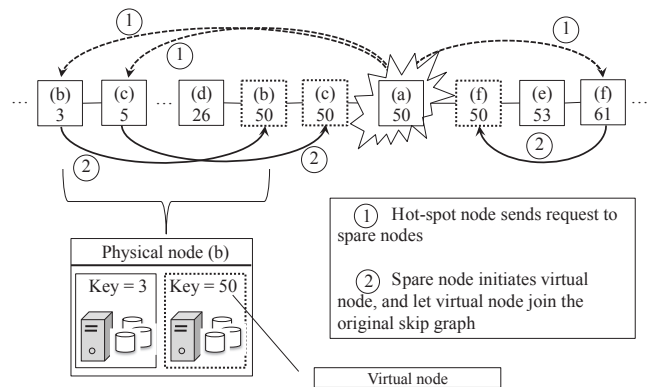 1
1
1
... (b) (c) ... (d) (b) (c) (a) (f) (e) (f) ...
3 5 26 50 50 50 50 53 61
2
2
2
1 Hot-spot node sends request to
spare nodes
2 Spare node initiates virtual
node, and let virtual node join the
original skip graph
Physical node (b)
Key = 3 Key = 50
Virtual node